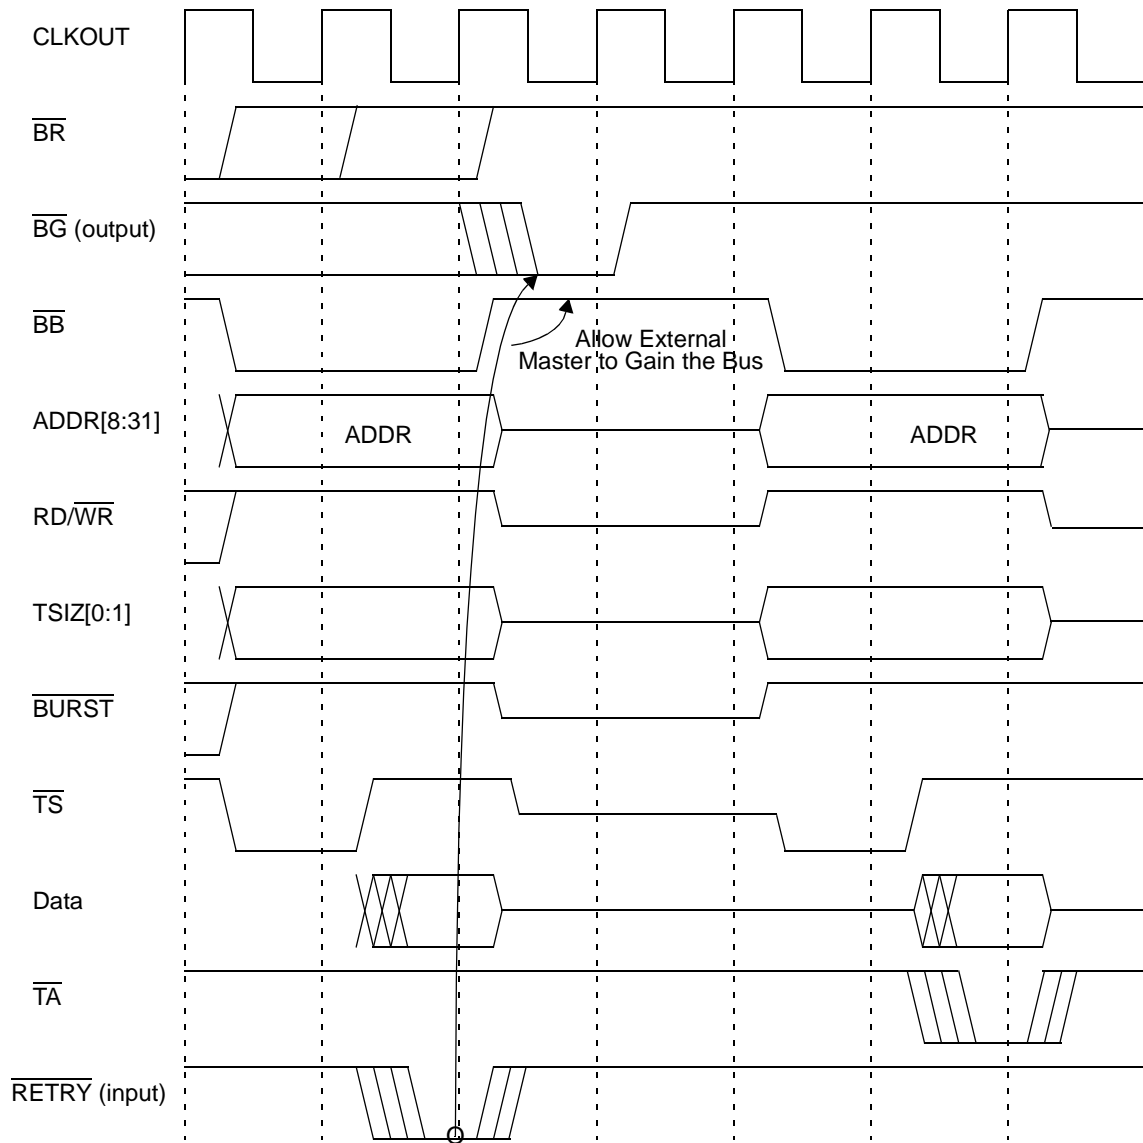 CLKOUT
BR
BG (output)
BB
Allow External
Master to Gain the Bus
ADDR[8:31]
ADDR
ADDR
RD/WR
TSIZ[0:1]
BURST
TS
Data
TA
RETRY (input)